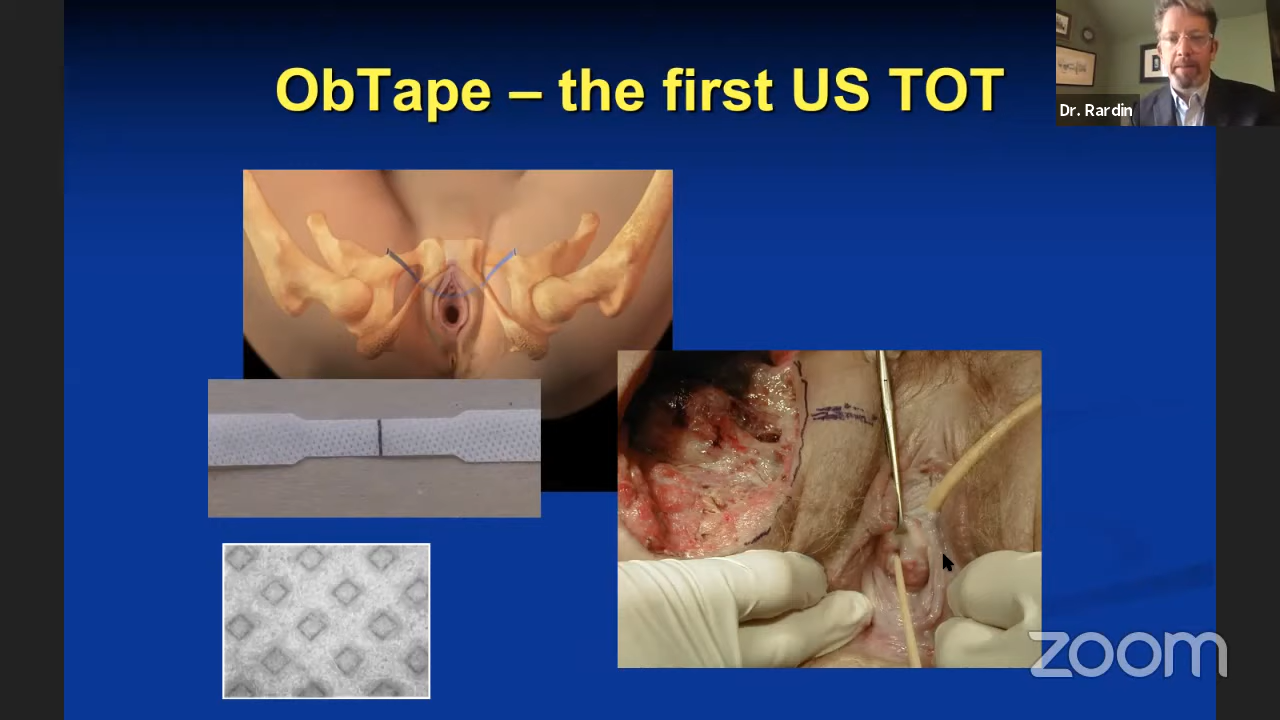 ObTape – the first US TOT
Dr. Rardin
zoom